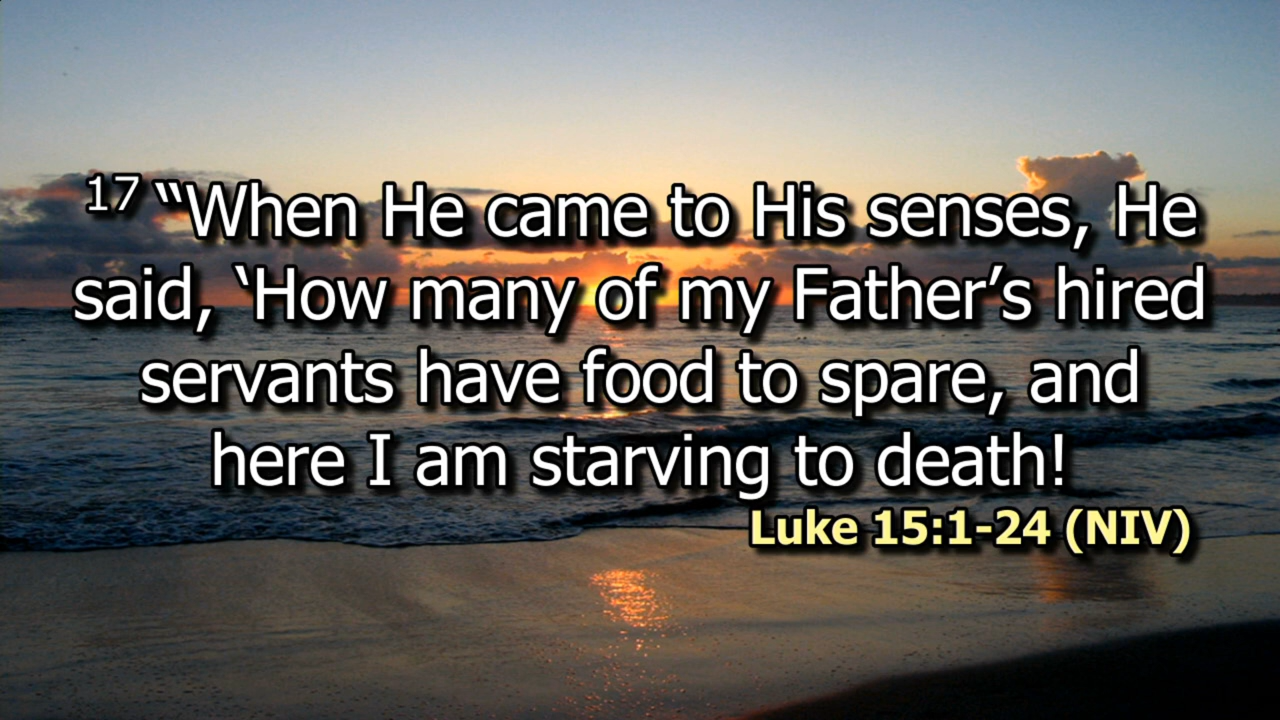 17 “When He came to His senses, He
said, ‘How many of my Father’s hired
servants have food to spare, and
here I am starving to death!
Luke 15:1-24 (NIV)